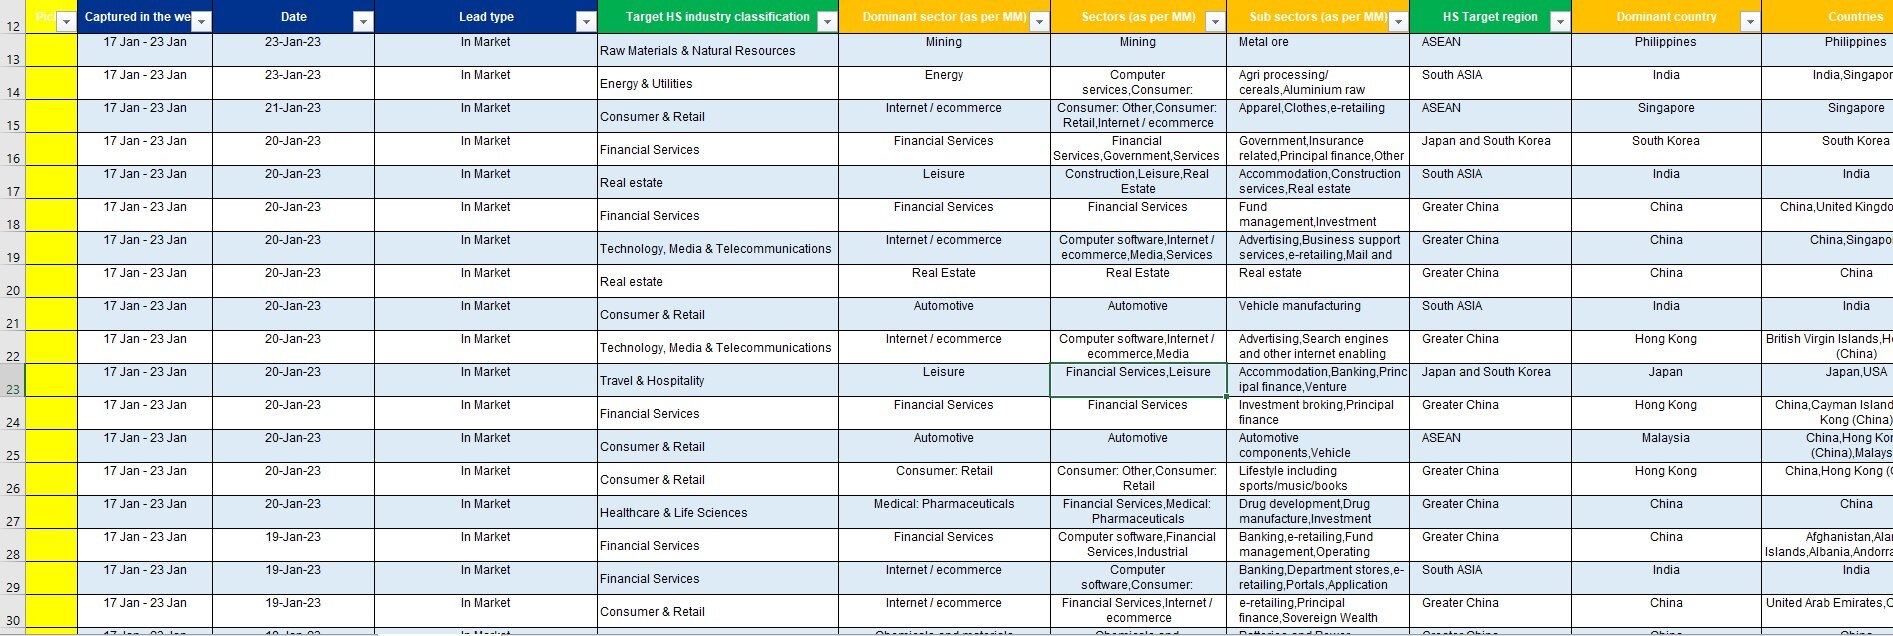 12 Pic Captured in the we Date Lead type Target HS industry classification Dominant sector (as per MM) Sectors (as per MM) Sub sectors (as per MM) HS Target region Dominant country Countries
13 17 Jan - 23 Jan 23-Jan-23 In Market Raw Materials & Natural Resources Mining Mining Metal ore ASEAN Philippines Philippines
14 17 Jan - 23 Jan 23-Jan-23 In Market Energy & Utilities Energy Computer Agri processing/ South ASIA India India,Singapor
services,Consumer: cereals,Aluminium raw
15 17 Jan - 23 Jan 21-Jan-23 In Market Consumer & Retail Internet / ecommerce Consumer: Other,Consumer: Apparel,Clothes,e-retailing ASEAN Singapore Singapore
Retail,Internet / ecommerce
16 17 Jan - 23 Jan 20-Jan-23 In Market Financial Services Financial Services Financial Government,Insurance Japan and South Korea South Korea South Korea
Services,Government,Services related,Principal finance,Other
17 17 Jan - 23 Jan 20-Jan-23 In Market Real estate Leisure Construction,Leisure,Real Accommodation,Construction South ASIA India India
Estate services,Real estate
18 17 Jan - 23 Jan 20-Jan-23 In Market Financial Services Financial Services Financial Services Fund Greater China China China,United Kingdo
management,Investment
19 17 Jan - 23 Jan 20-Jan-23 In Market Technology, Media & Telecommunications Internet / ecommerce Computer software,Internet / Advertising,Business support Greater China China China,Singapo
ecommerce,Media,Services services,e-retailing,Mail and
20 17 Jan - 23 Jan 20-Jan-23 In Market Real estate Real Estate Real Estate Real estate Greater China China China
21 17 Jan - 23 Jan 20-Jan-23 In Market Consumer & Retail Automotive Automotive Vehicle manufacturing South ASIA India India
22 17 Jan - 23 Jan 20-Jan-23 In Market Technology, Media & Telecommunications Internet / ecommerce Computer software,Internet / Advertising,Search engines Greater China Hong Kong British Virgin Islands,H
ecommerce,Media and other internet enabling (China)
23 17 Jan - 23 Jan 20-Jan-23 In Market Travel & Hospitality Leisure Financial Services,Leisure Accommodation,Banking,Princ Japan and South Korea Japan Japan,USA
ipal finance,Venture
24 17 Jan - 23 Jan 20-Jan-23 In Market Financial Services Financial Services Financial Services Investment broking,Principal Greater China Hong Kong China,Cayman Island
finance Kong (China)
25 17 Jan - 23 Jan 20-Jan-23 In Market Consumer & Retail Automotive Automotive Automotive ASEAN Malaysia China,Hong Kon
components,Vehicle (China),Malays
26 17 Jan - 23 Jan 20-Jan-23 In Market Consumer & Retail Consumer: Retail Consumer: Other,Consumer: Lifestyle including Greater China Hong Kong China,Hong Kong (
Retail sports/music/books
27 17 Jan - 23 Jan 20-Jan-23 In Market Healthcare & Life Sciences Medical: Pharmaceuticals Financial Services,Medical: Drug development,Drug Greater China China China
Pharmaceuticals manufacture,Investment
28 17 Jan - 23 Jan 19-Jan-23 In Market Financial Services Financial Services Computer software,Financial Banking,e-retailing,Fund Greater China China Afghanistan,Ala
Services,Industrial management,Operating Islands,Albania,Andorra
29 17 Jan - 23 Jan 19-Jan-23 In Market Financial Services Internet / ecommerce Computer Banking,Department stores,e- South ASIA India India
software,Consumer: retailing,Portals,Application
30 17 Jan - 23 Jan 19-Jan-23 In Market Consumer & Retail Internet / ecommerce Financial Services,Internet / e-retailing,Principal Greater China China United Arab Emirates,C
ecommerce finance,Sovereign Wealth